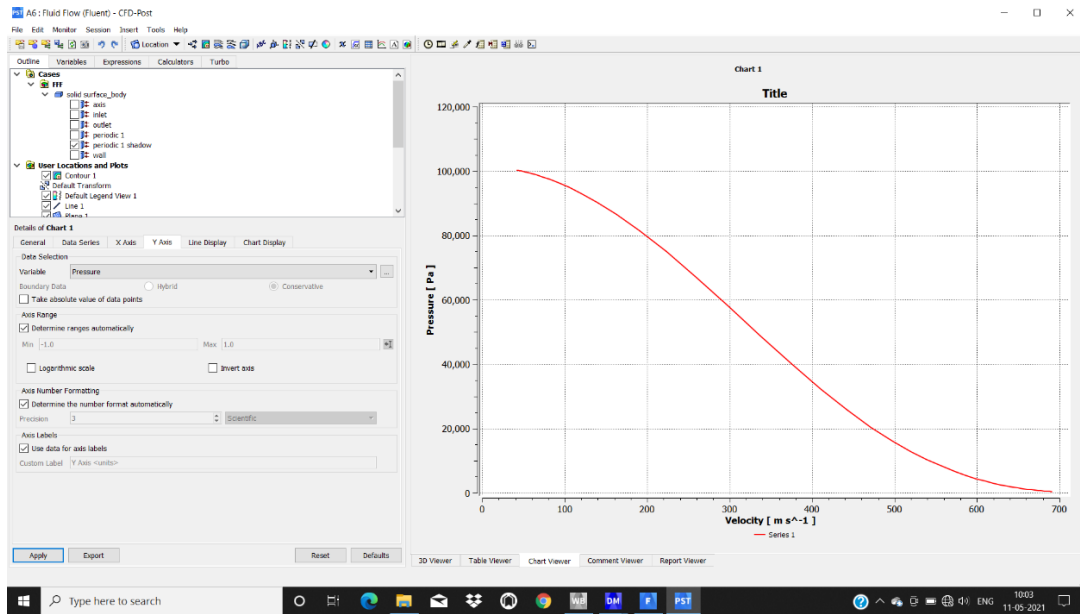 A6 : Fluid Flow (Fluent) - CFD-Post
File Edit Monitor Session Insert Tools Help
Location
Outline Variables Expressions Calculators Turbo
Cases
FFF
solid surface_body
axis
inlet
outlet
periodic 1
periodic 1 shadow
wall
User Locations and Plots
Contour 1
Default Transform
Default Legend View 1
Line 1
Plane 1
Details of Chart 1
General Data Series X Axis Y Axis Line Display Chart Display
Data Selection
Variable Pressure ...
Boundary Data Hybrid Conservative
Take absolute value of data points
Axis Range
Determine ranges automatically
Min -1.0 Max 1.0
Logarithmic scale Invert axis
Axis Number Formatting
Determine the number format automatically
Precision 3 Scientific
Axis Labels
Use data for axis labels
Custom Label Y Axis <units>
Apply Export Reset Defaults
Chart 1
Title
120,000
100,000
80,000
60,000
40,000
20,000
0
Pressure [ Pa ]
0 100 200 300 400 500 600 700
Velocity [ m s^-1 ]
Series 1
3D Viewer Table Viewer Chart Viewer Comment Viewer Report Viewer
Type here to search
WB DM F PST
ENG
10:03
11-05-2021